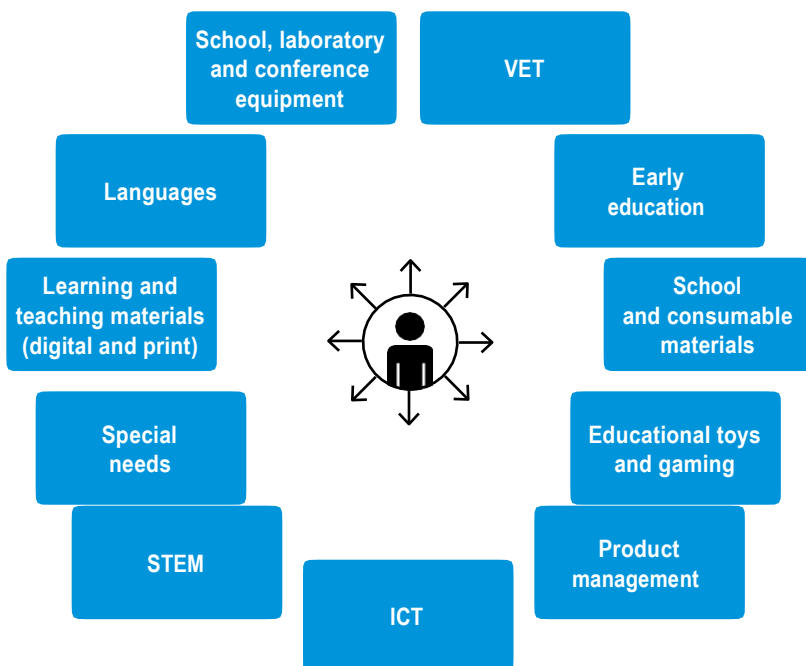 School, laboratory
and conference
equipment
VET
Languages
Early
education
Learning and
teaching materials
(digital and print)
School
and consumable
materials
Special
needs
Educational toys
and gaming
STEM
Product
management
ICT